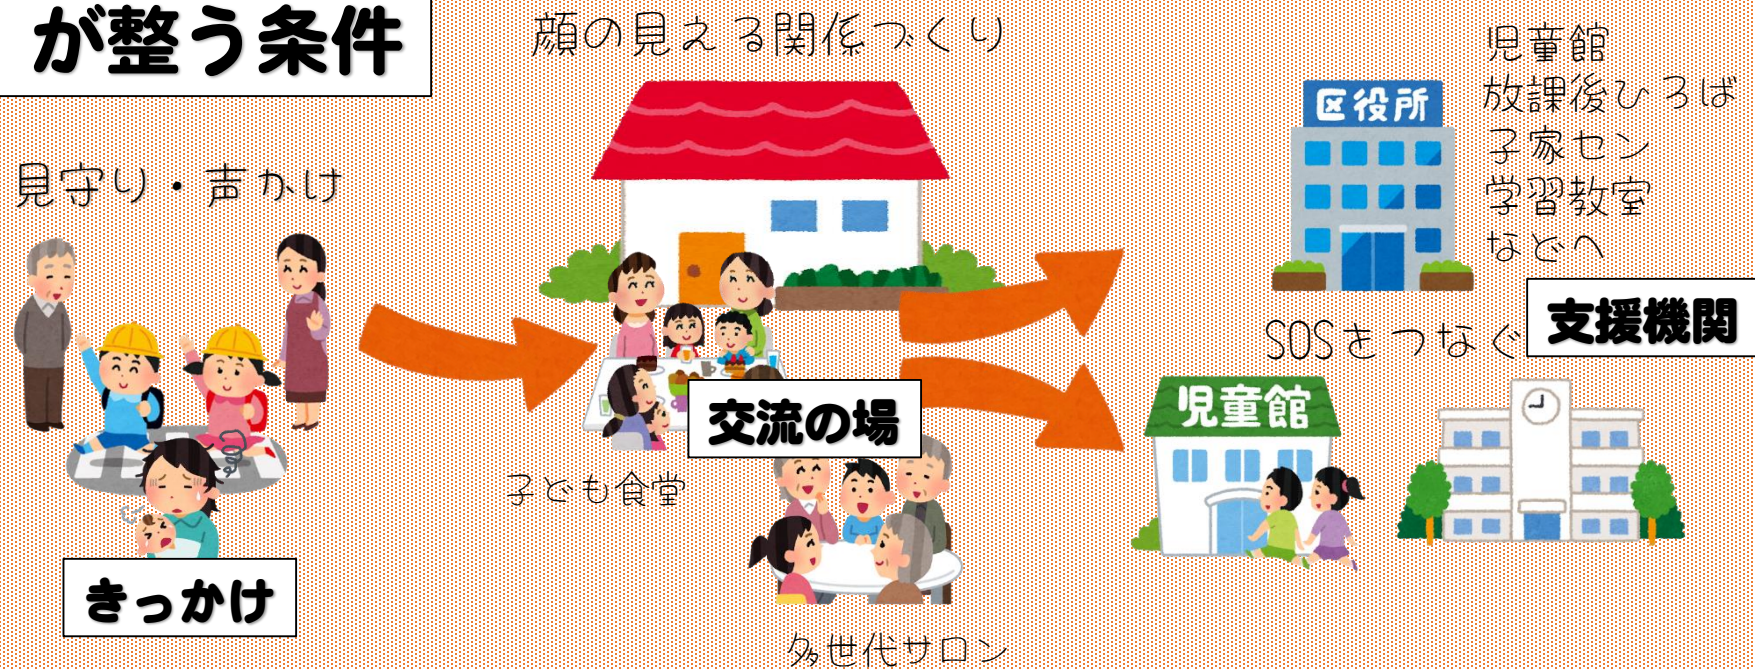 が整う条件
顔の見える関係づくり
見守り・声かけ
区役所
児童館
放課後ひろば
子家セン
学習教室
などへ
支援機関
SOSをつなぐ
児童館
交流の場
子ども食堂
きっかけ
多世代サロン